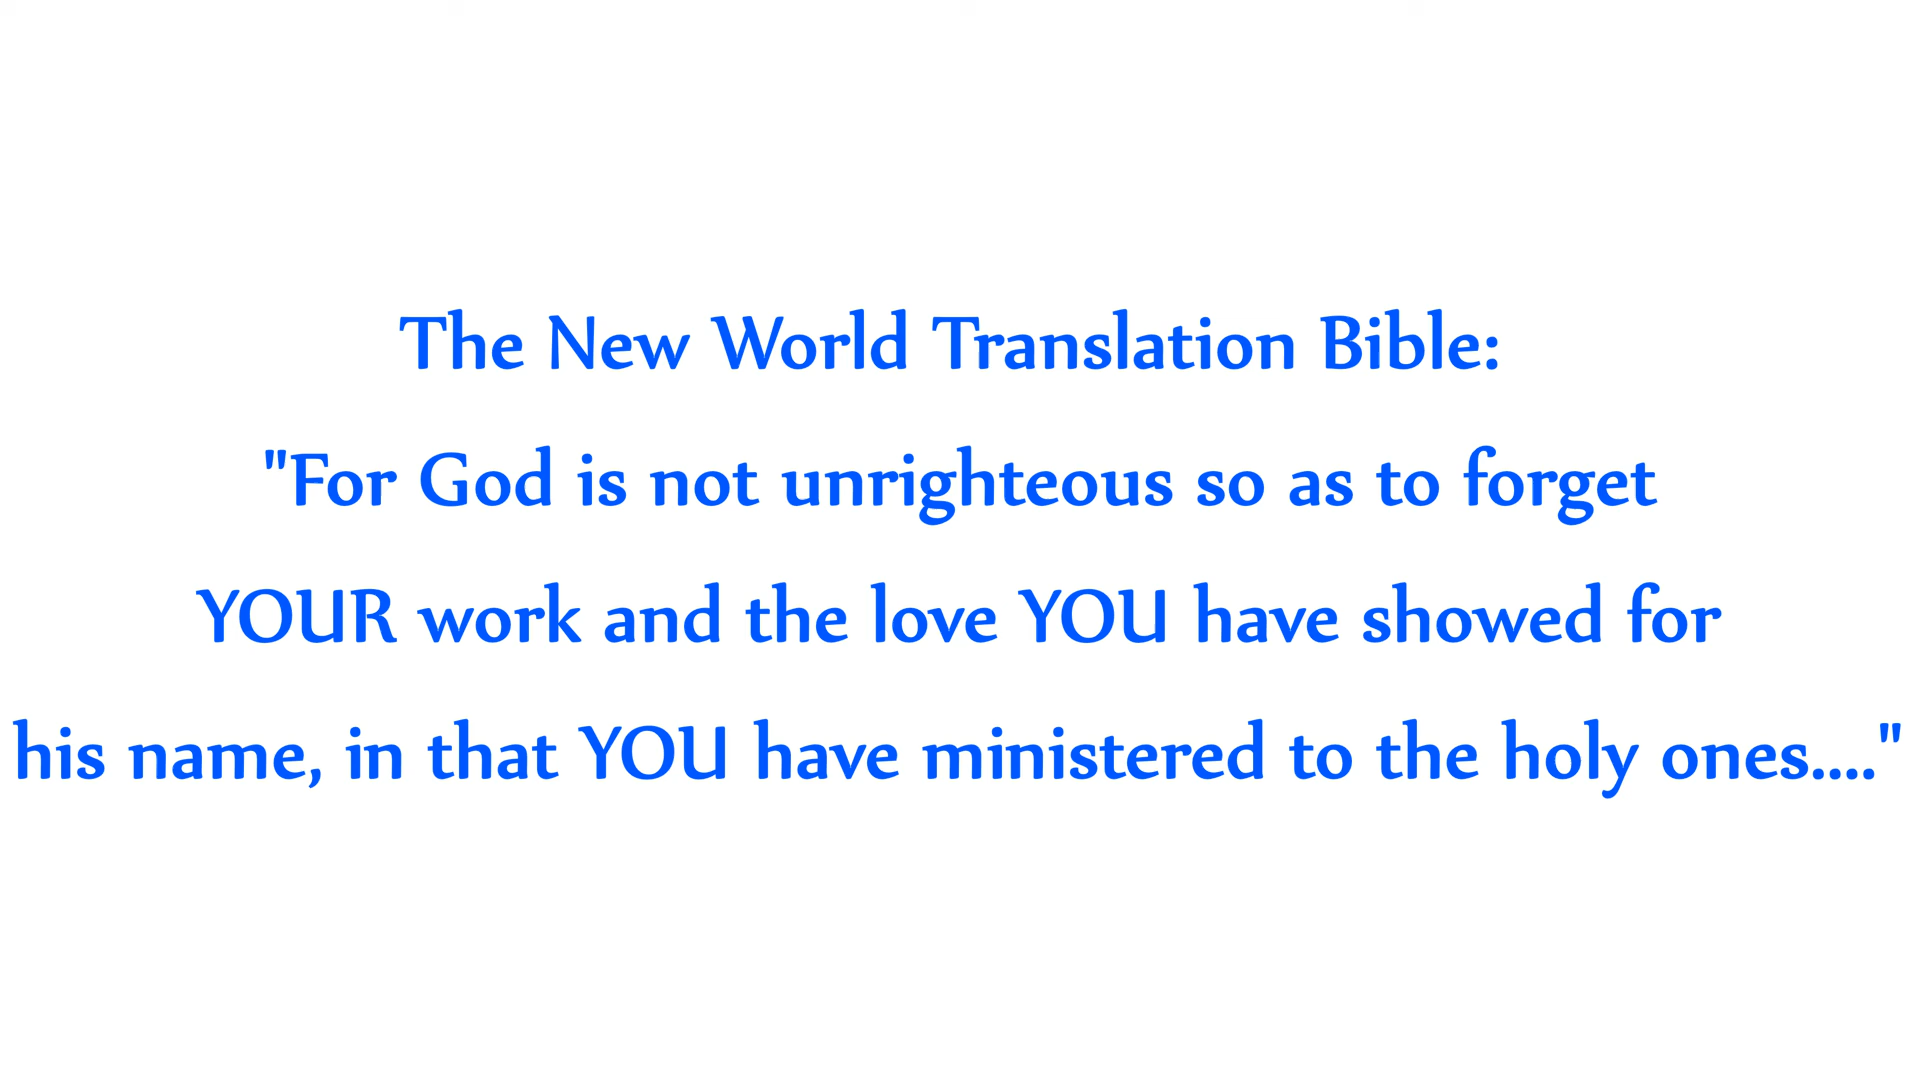 The New World Translation Bible:
"For God is not unrighteous so as to forget
YOUR work and the love YOU have showed for
his name, in that YOU have ministered to the holy ones...."